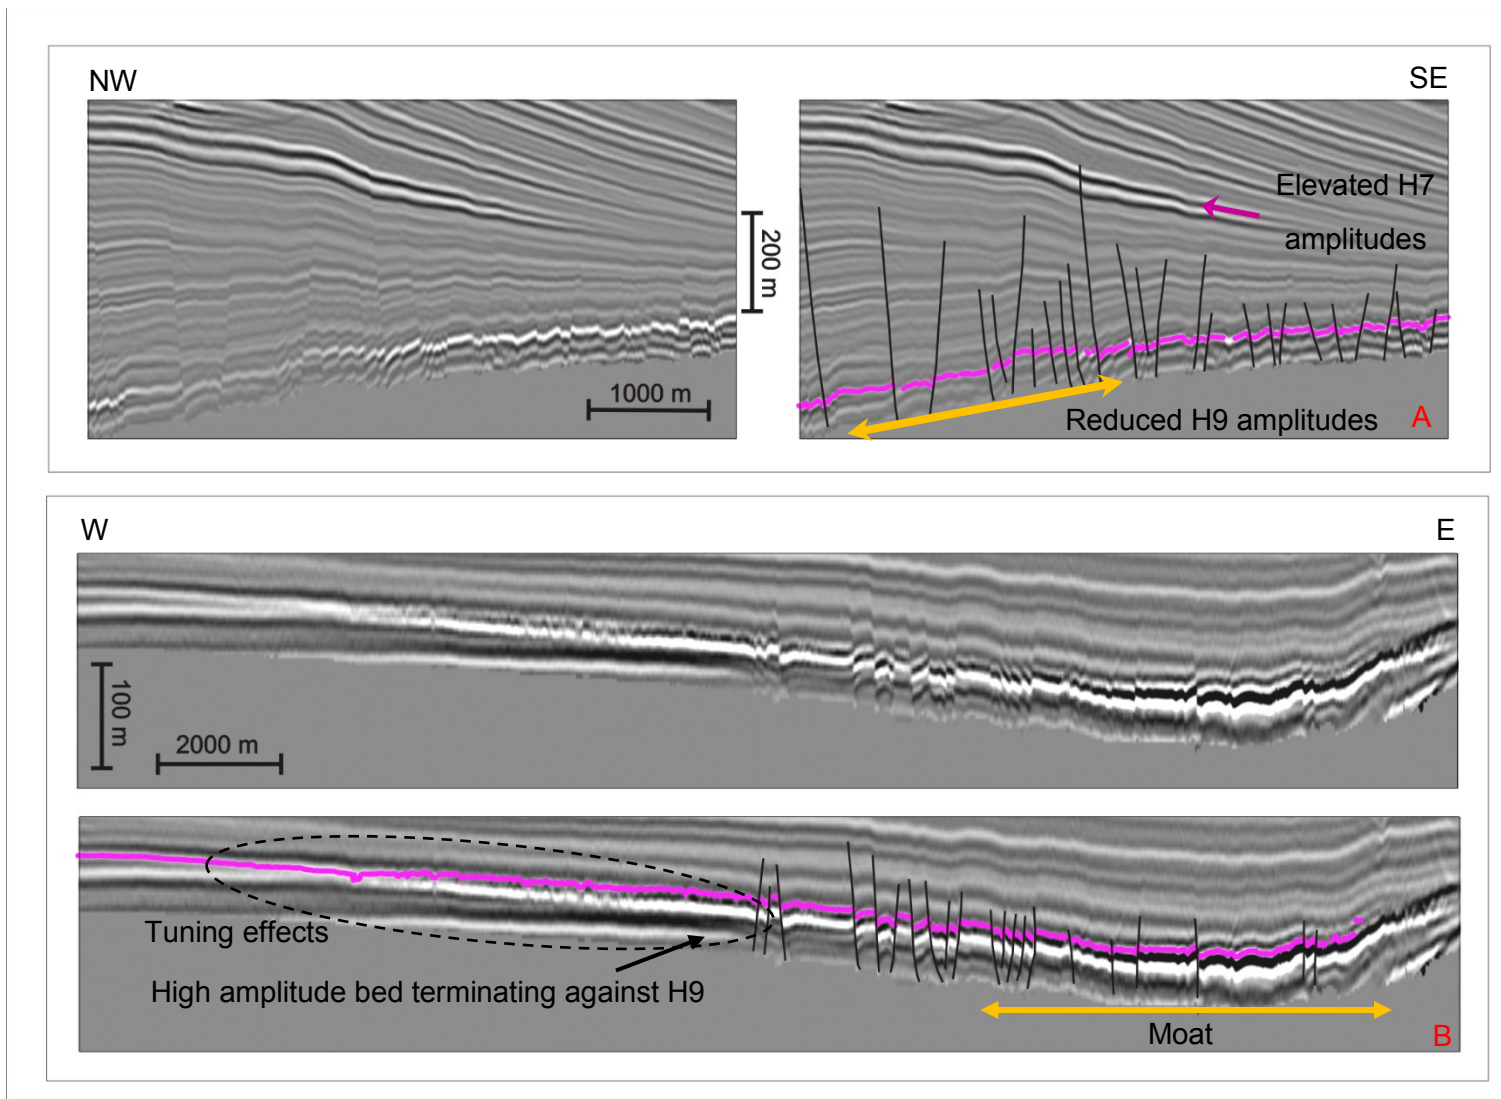 NW
SE
Elevated H7
amplitudes
200 m
1000 m
Reduced H9 amplitudes
A
W
E
100 m
2000 m
Tuning effects
High amplitude bed terminating against H9
Moat
B